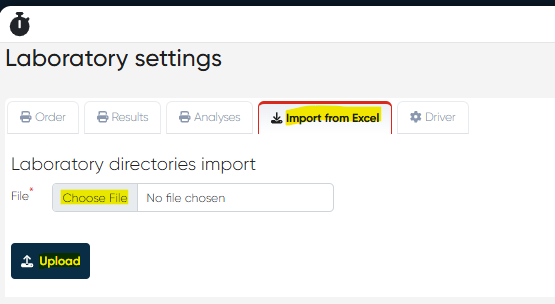 Laboratory settings
Order Results Analyses Import from Excel Driver
Laboratory directories import
File* Choose File No file chosen
Upload